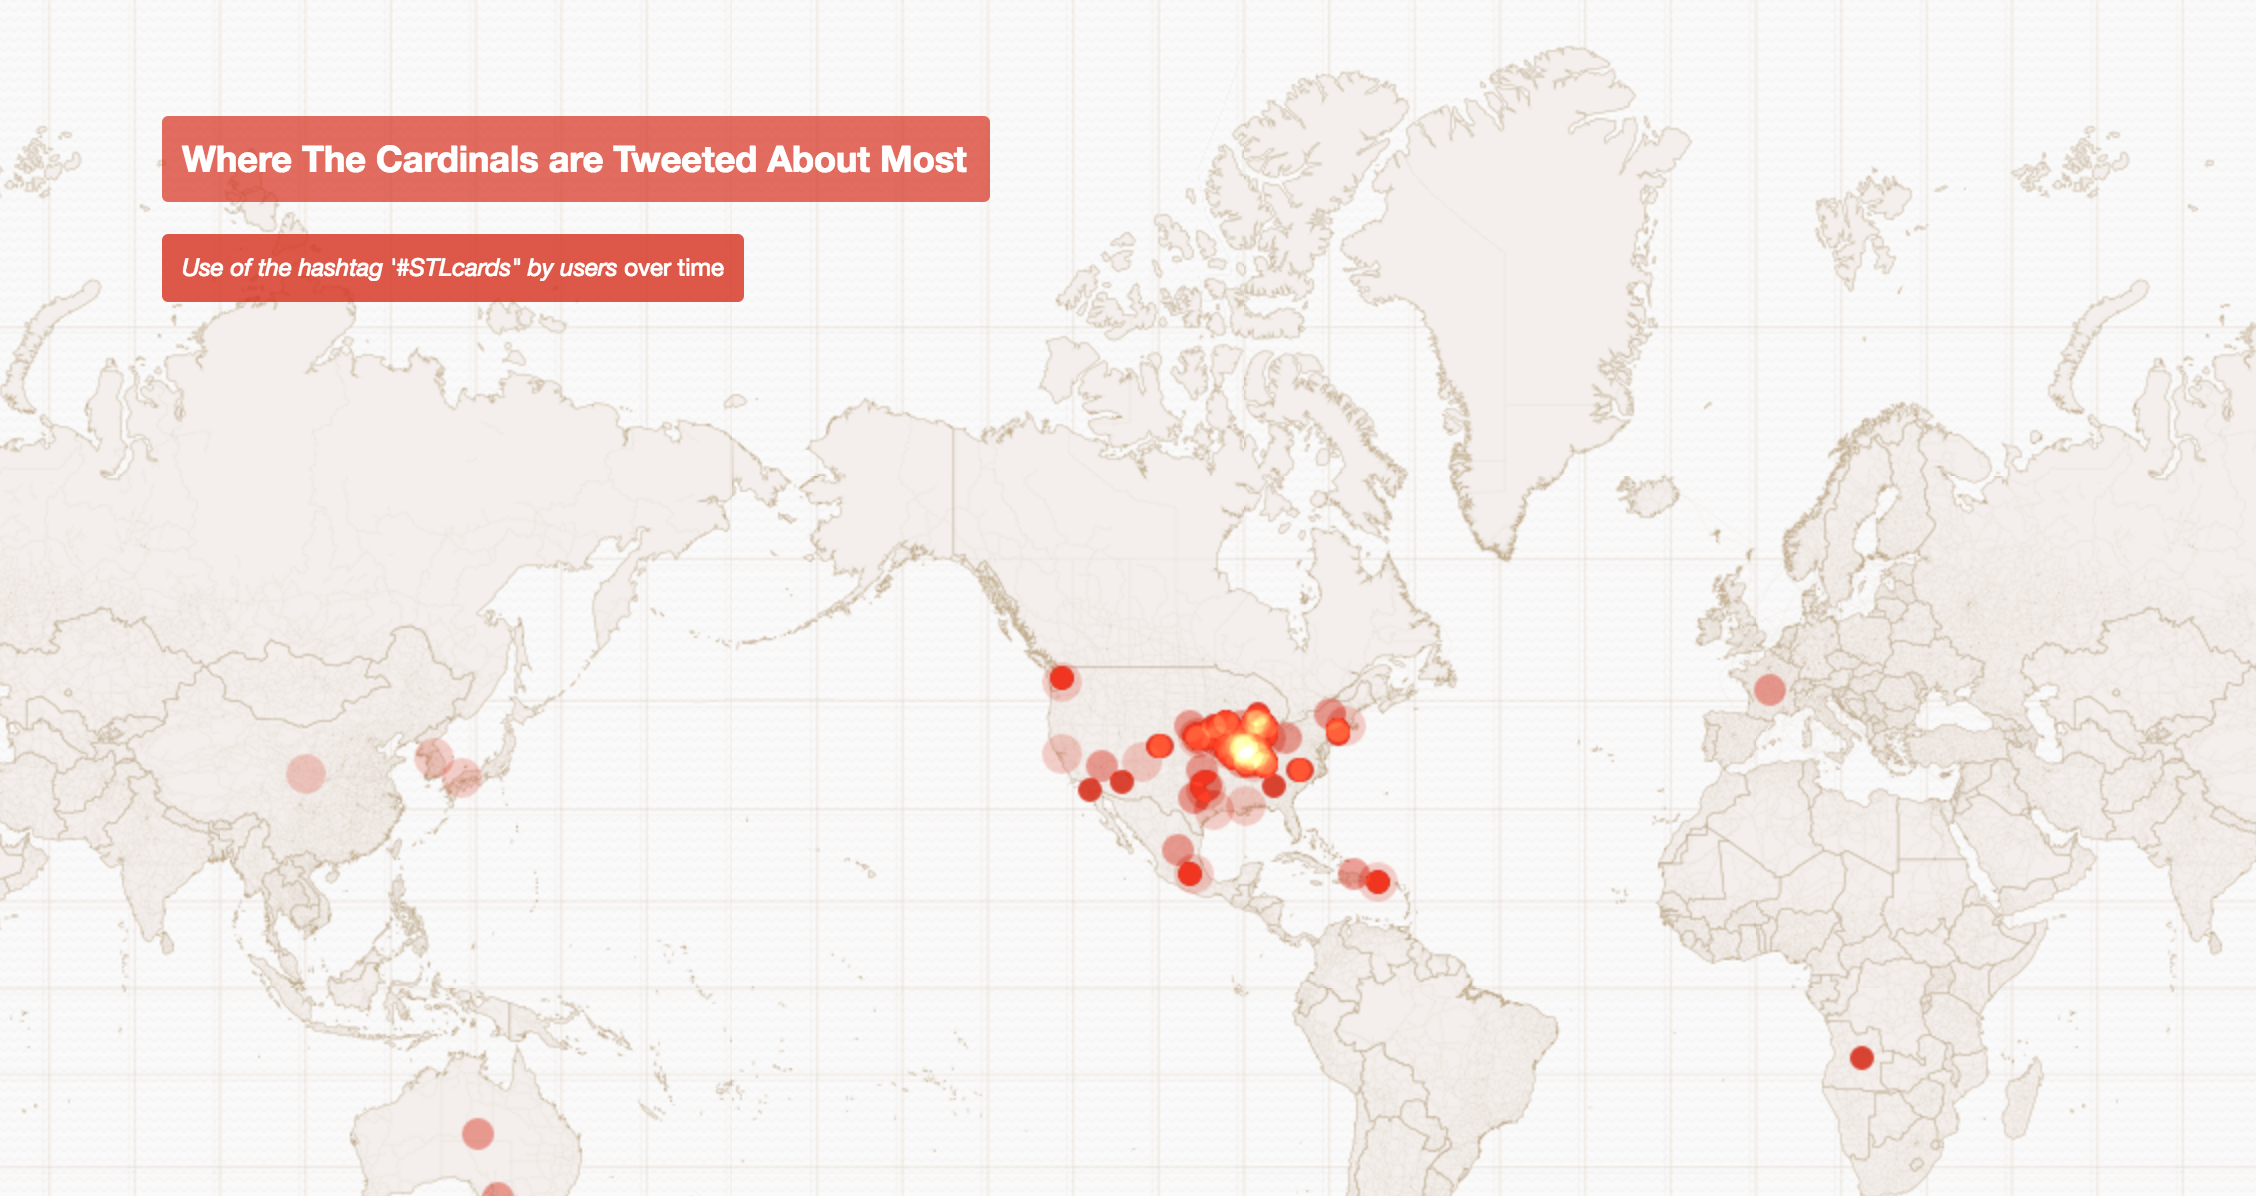 Where The Cardinals are Tweeted About Most
Use of the hashtag '#STLcards" by users over time